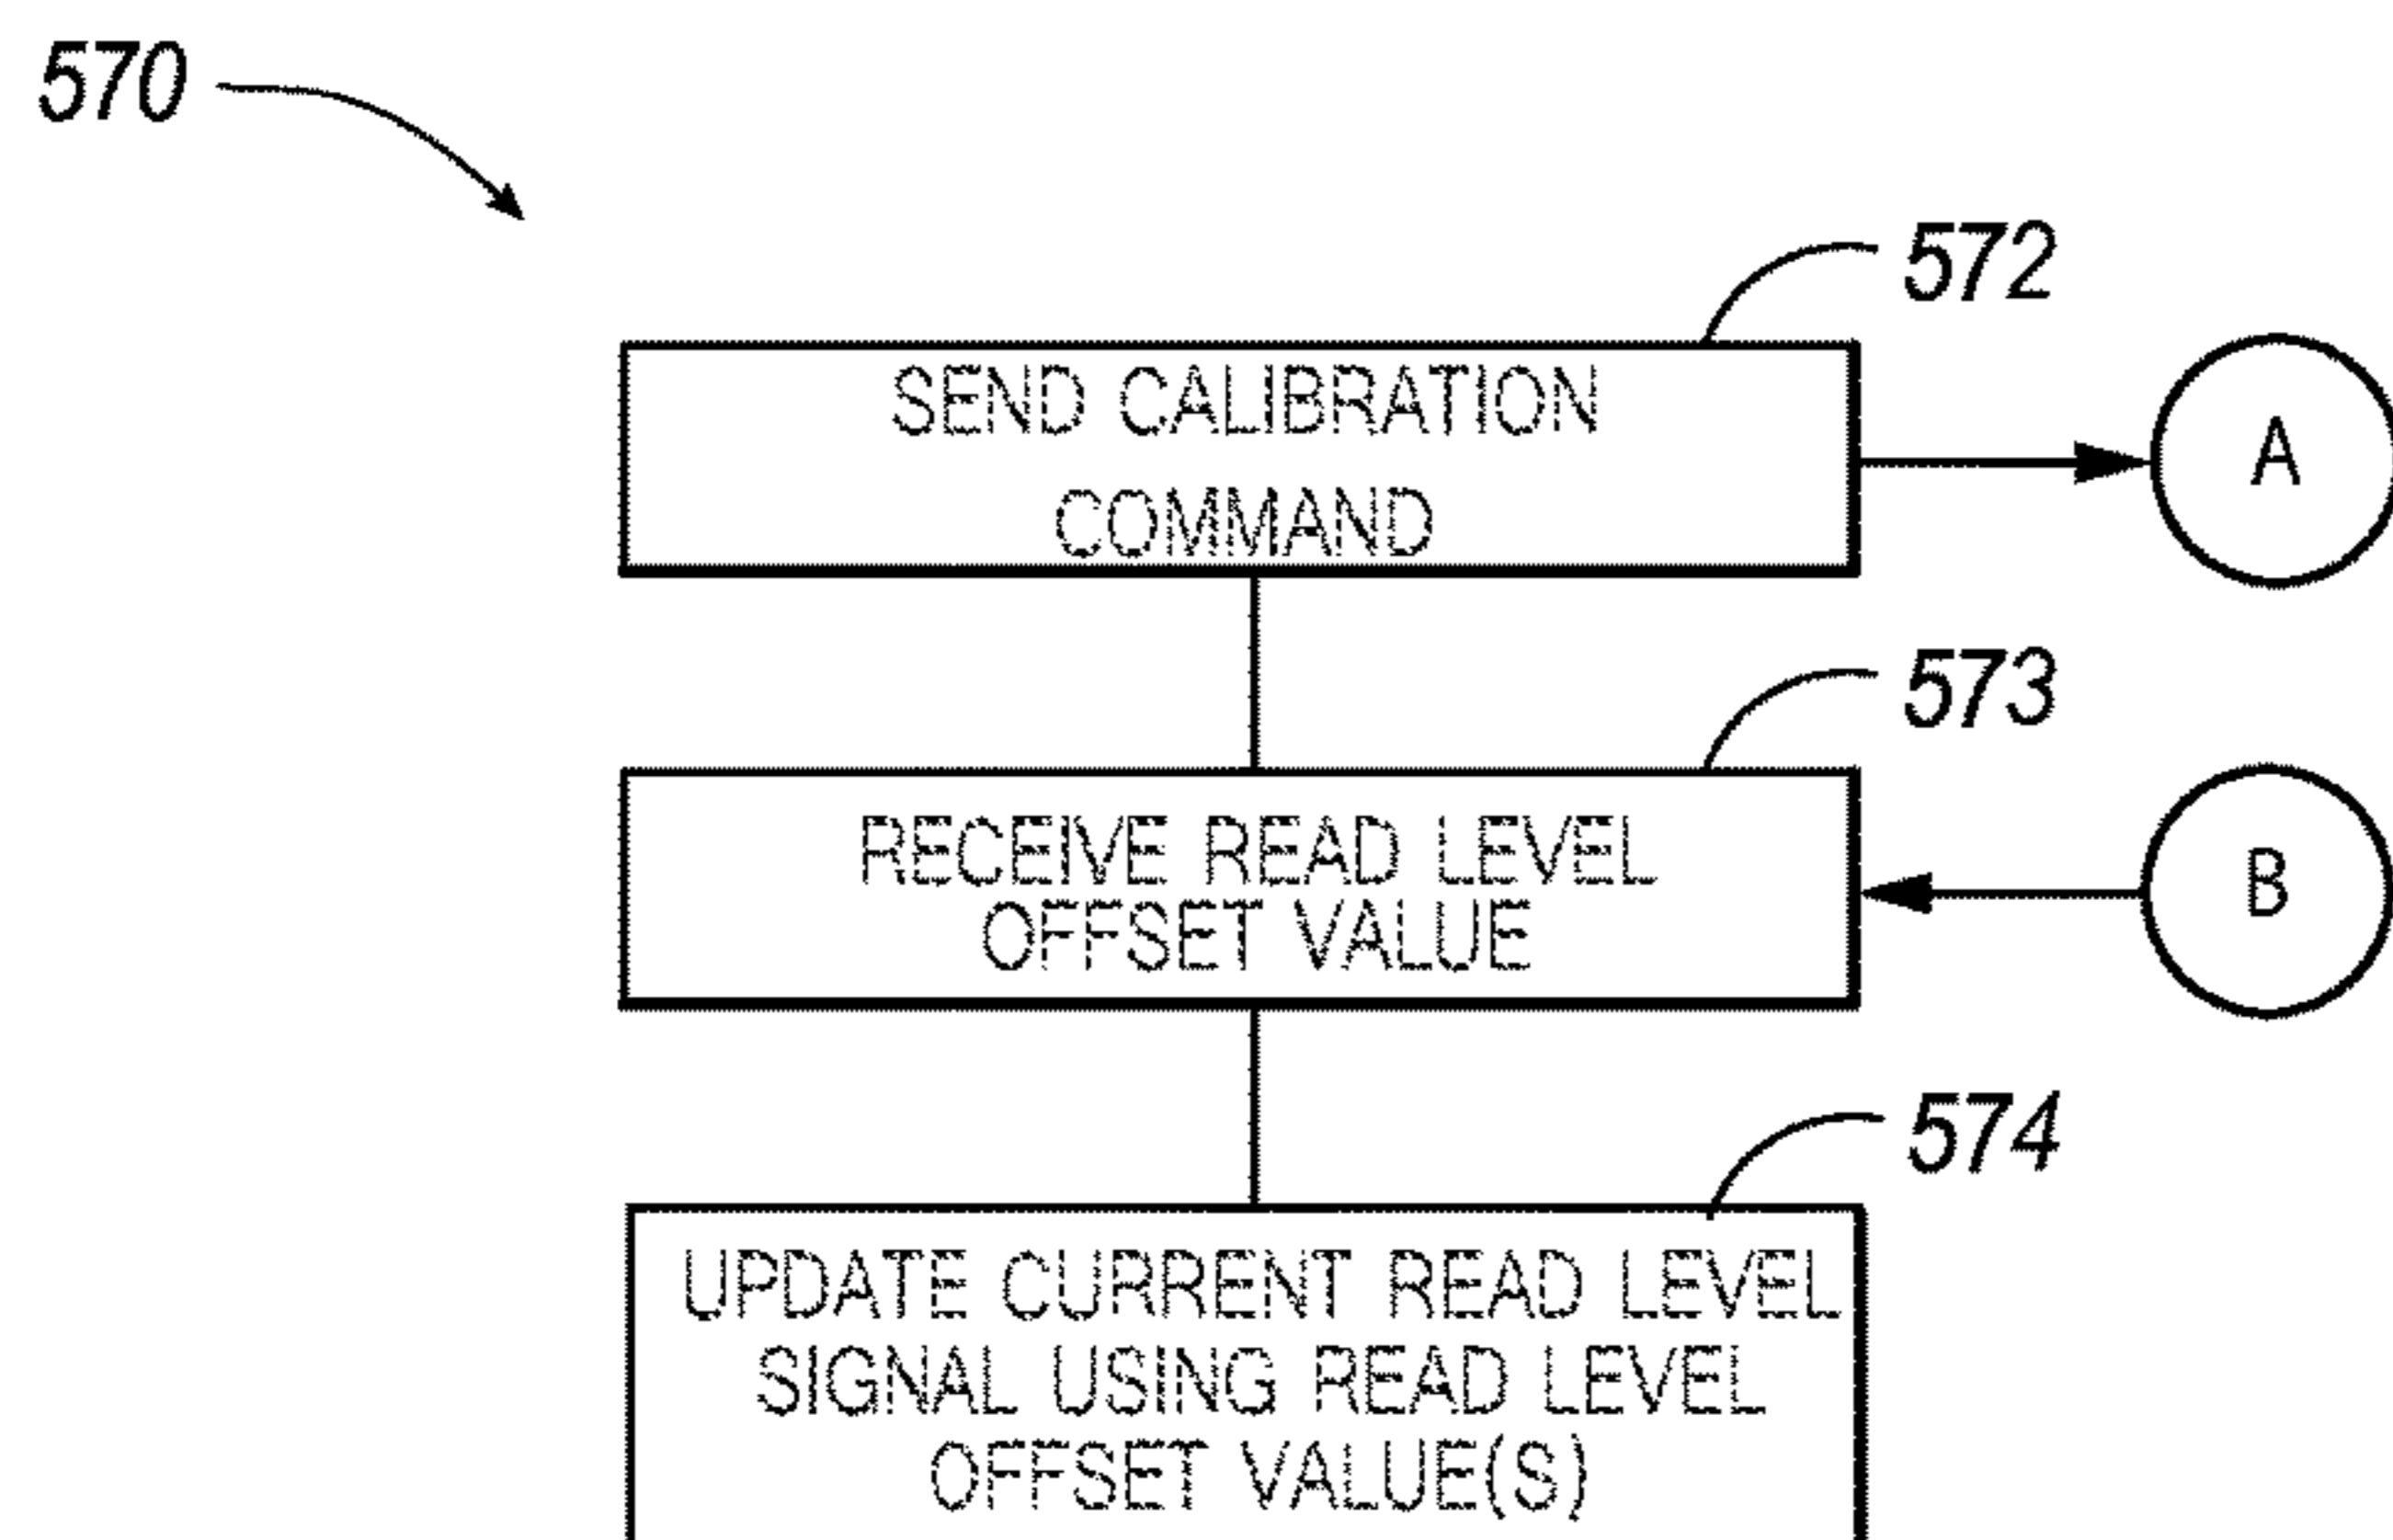 570
572
SEND CALIBRATION
COMMAND
A
573
RECEIVE READ LEVEL
OFFSET VALUE
B
574
UPDATE CURRENT READ LEVEL
SIGNAL USING READ LEVEL
OFFSET VALUE(S)